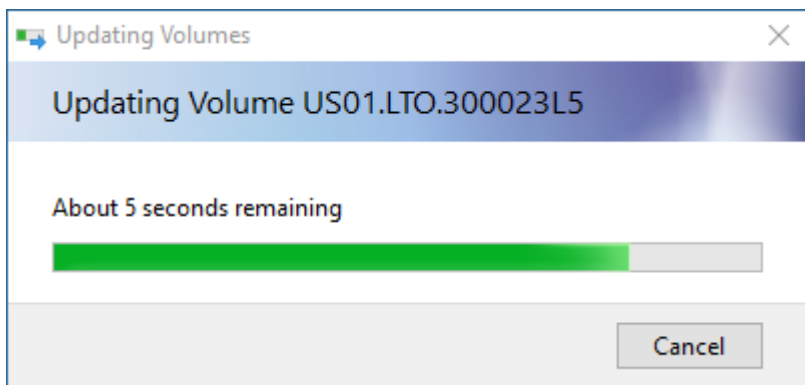 Updating Volumes
Updating Volume US01.LTO.300023L5
About 5 seconds remaining
Cancel